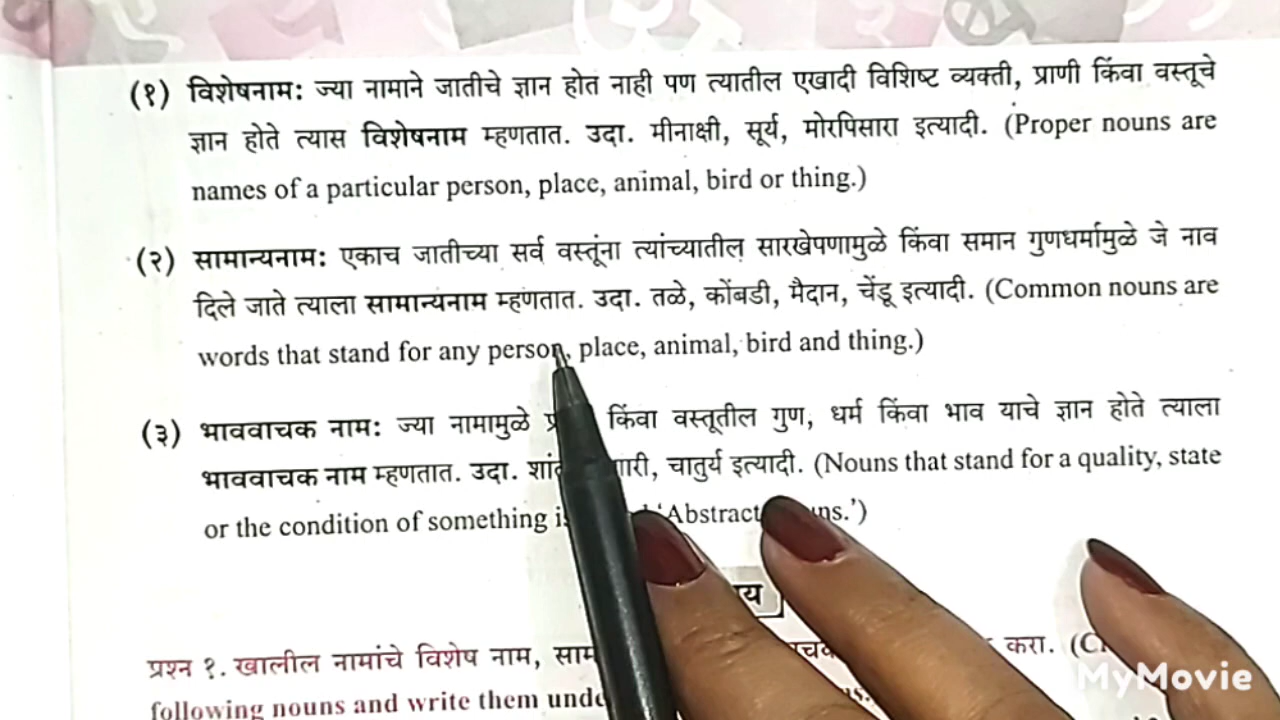 (१) विशेषनाम: ज्या नामाने जातीचे ज्ञान होत नाही पण त्यातील एखादी विशिष्ट व्यक्ती, प्राणी किंवा वस्तूचे
ज्ञान होते त्यास विशेषनाम म्हणतात. उदा. मीनाक्षी, सूर्य, मोरपिसारा इत्यादी. (Proper nouns are
names of a particular person, place, animal, bird or thing.)
(२) सामान्यनाम: एकाच जातीच्या सर्व वस्तूंना त्यांच्यातील सारखेपणामुळे किंवा समान गुणधर्मामुळे जे नाव
दिले जाते त्याला सामान्यनाम म्हणतात. उदा. तळे, कोंबडी, मैदान, चेंडू इत्यादी. (Common nouns are
words that stand for any person, place, animal, bird and thing.)
(३) भाववाचक नाम: ज्या नामामुळे किंवा वस्तूतील गुण, धर्म किंवा भाव याचे ज्ञान होते त्याला
भाववाचक नाम म्हणतात. उदा. चातुर्य इत्यादी. (Nouns that stand for a quality, state
or the condition of something 'Abstract
प्रश्न १. खालील नामांचे विशेष नाम, करा.
following nouns and write them
MyMovie